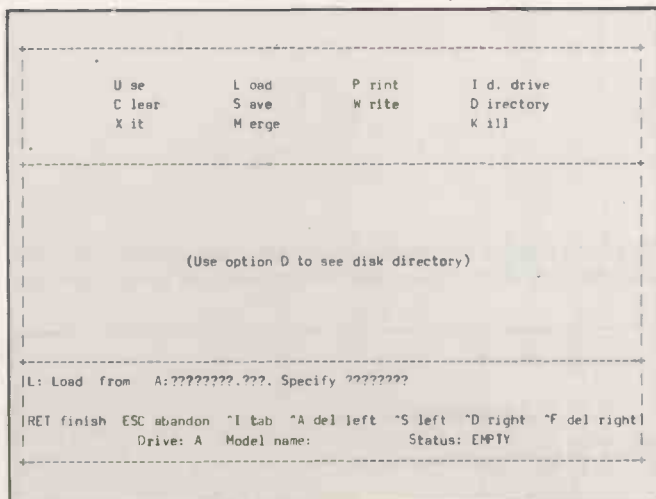 U se L oad P rint I d. drive
C lear S ave W rite D irectory
X it M erge K ill
(Use option D to see disk directory)
L: Load from A:????????.???. Specify ????????
RET finish ESC abandon ^I tab ^A del left ^S left ^D right ^F del right
Drive: A Model name: Status: EMPTY